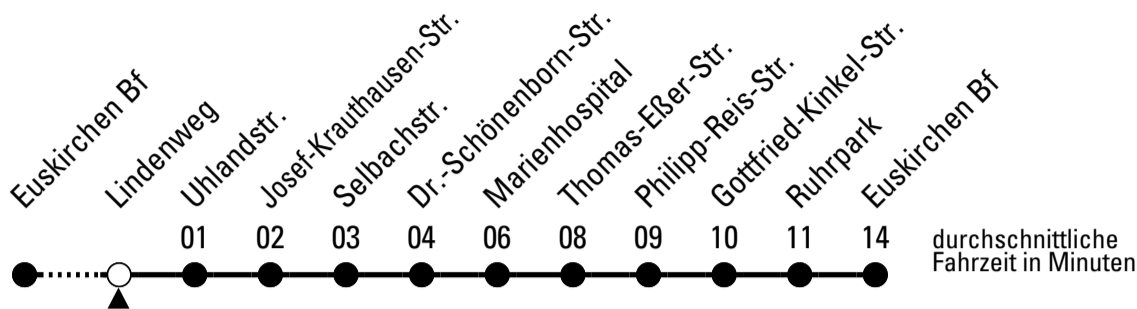 Euskirchen Bf
Lindenweg
Uhlandstr.
Josef-Krauthausen-Str.
Selbachstr.
Dr.-Schönenborn-Str.
Marienhospital
Thomas-Eßer-Str.
Philipp-Reis-Str.
Gottfried-Kinkel-Str.
Ruhrpark
Euskirchen Bf
01 02 03 04 06 08 09 10 11 14
durchschnittliche
Fahrzeit in Minuten